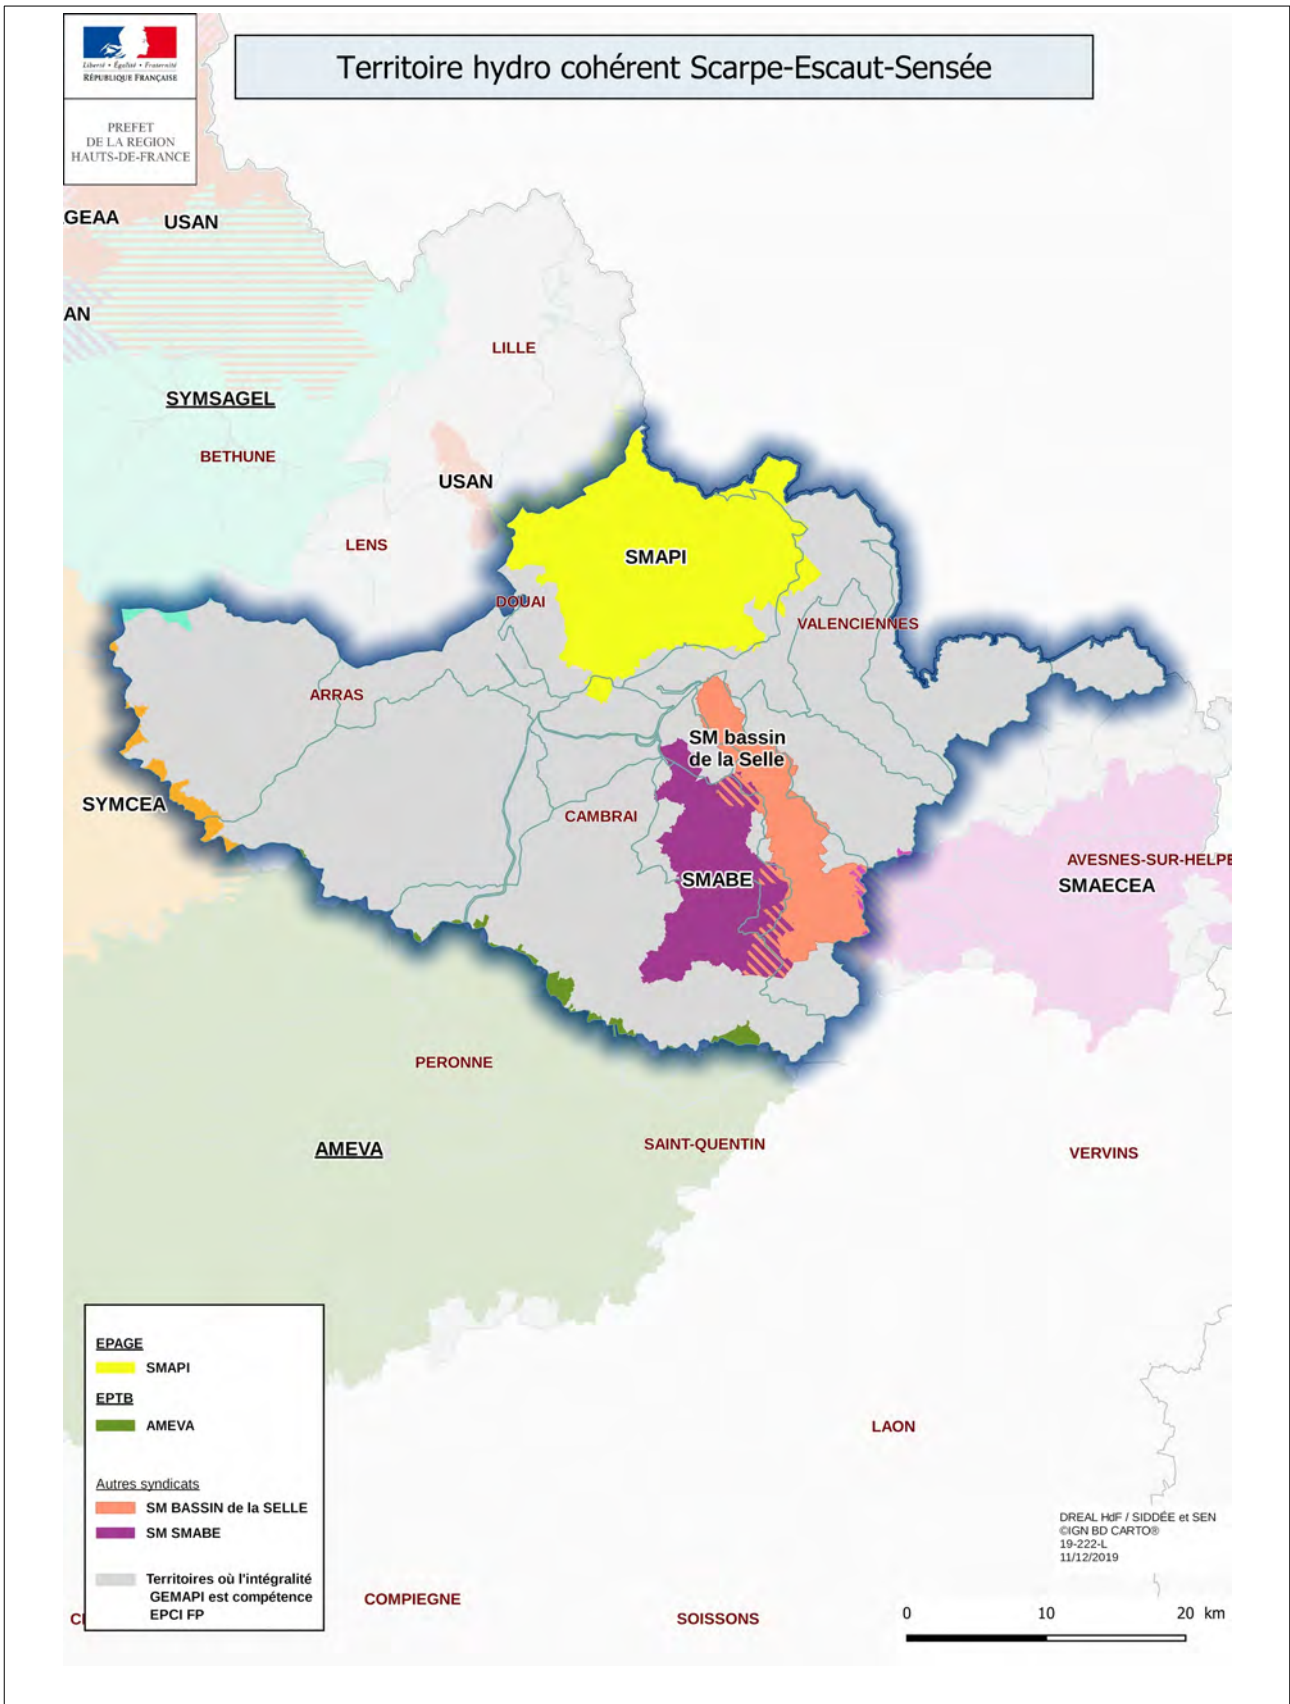 Liberté • Égalité • Fraternité
RÉPUBLIQUE FRANÇAISE
PREFET
DE LA REGION
HAUTS-DE-FRANCE
Territoire hydro cohérent Scarpe-Escaut-Sensée
GEAA
USAN
AN
LILLE
SYMSAGEL
BETHUNE
USAN
LENS
SMAPI
DOUAI
VALENCIENNES
ARRAS
SM bassin
de la Selle
SYMCEA
CAMBRAI
AVESNES-SUR-HELPE
SMABE
SMAECEA
PERONNE
AMEVA
SAINT-QUENTIN
VERVINS
EPAGE
SMAPI
EPTB
AMEVA
Autres syndicats
SM BASSIN de la SELLE
SM SMABE
Territoires où l'intégralité
GEMAPI est compétence
EPCI FP
LAON
DREAL HdF / SIDDÉE et SEN
©IGN BD CARTO®
19-222-L
11/12/2019
COMPIEGNE
SOISSONS
0 10 20 km